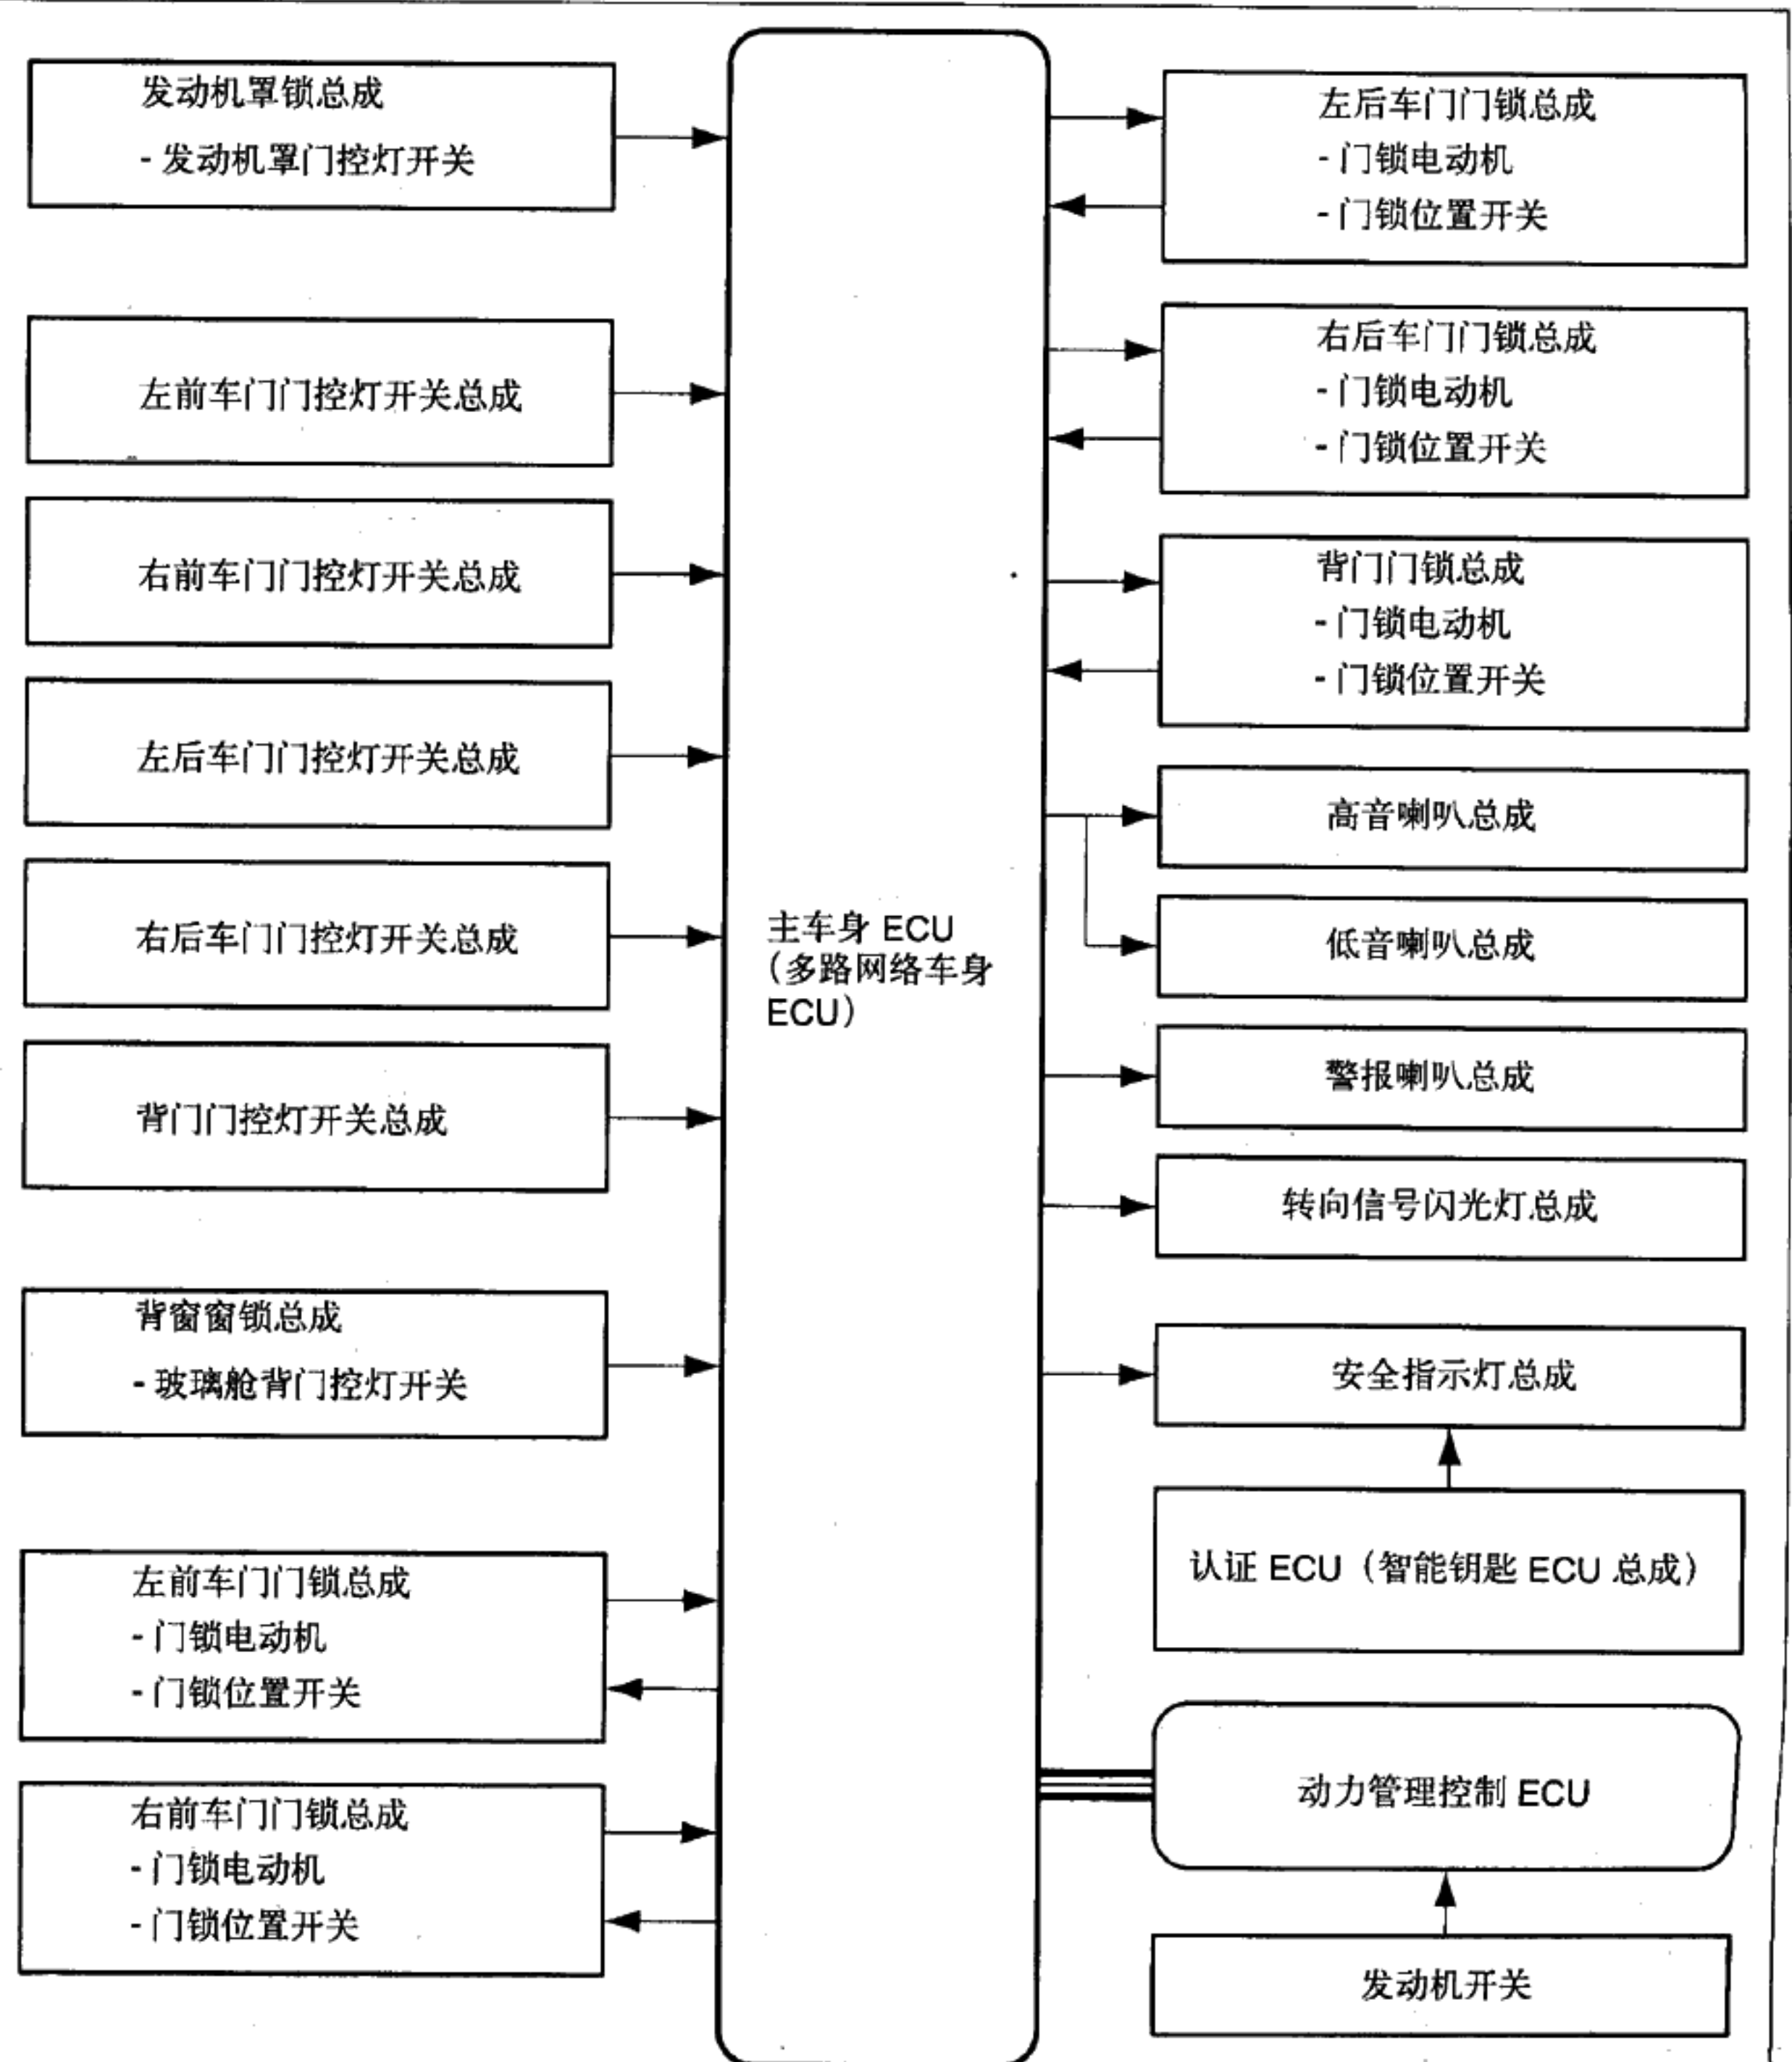 发动机罩锁总成
- 发动机罩门控灯开关
左前车门门控灯开关总成
右前车门门控灯开关总成
左后车门门控灯开关总成
右后车门门控灯开关总成
背门门控灯开关总成
背窗窗锁总成
- 玻璃舱背门控灯开关
左前车门门锁总成
- 门锁电动机
- 门锁位置开关
右前车门门锁总成
- 门锁电动机
- 门锁位置开关
主车身 ECU
（多路网络车身
ECU）
左后车门门锁总成
- 门锁电动机
- 门锁位置开关
右后车门门锁总成
- 门锁电动机
- 门锁位置开关
背门门锁总成
- 门锁电动机
- 门锁位置开关
高音喇叭总成
低音喇叭总成
警报喇叭总成
转向信号闪光灯总成
安全指示灯总成
认证 ECU（智能钥匙 ECU 总成）
动力管理控制 ECU
发动机开关